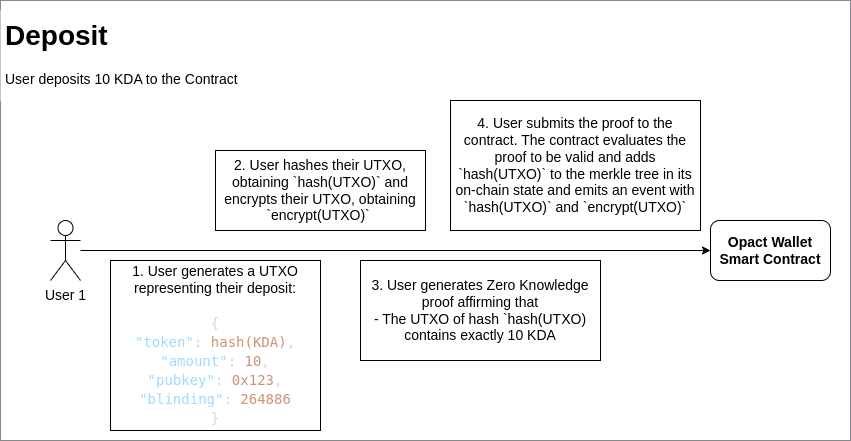 Deposit
User deposits 10 KDA to the Contract
4. User submits the proof to the
contract. The contract evaluates the
proof to be valid and adds
`hash(UTXO)` to the merkle tree in its
on-chain state and emits an event with
`hash(UTXO)` and `encrypt(UTXO)`
2. User hashes their UTXO,
obtaining `hash(UTXO)` and
encrypts their UTXO, obtaining
`encrypt(UTXO)`
User 1
Opact Wallet
Smart Contract
1. User generates a UTXO
representing their deposit:
{
"token": hash(KDA),
"amount": 10,
"pubkey": 0x123,
"blinding": 264886
}
3. User generates Zero Knowledge
proof affirming that
- The UTXO of hash `hash(UTXO)
contains exactly 10 KDA